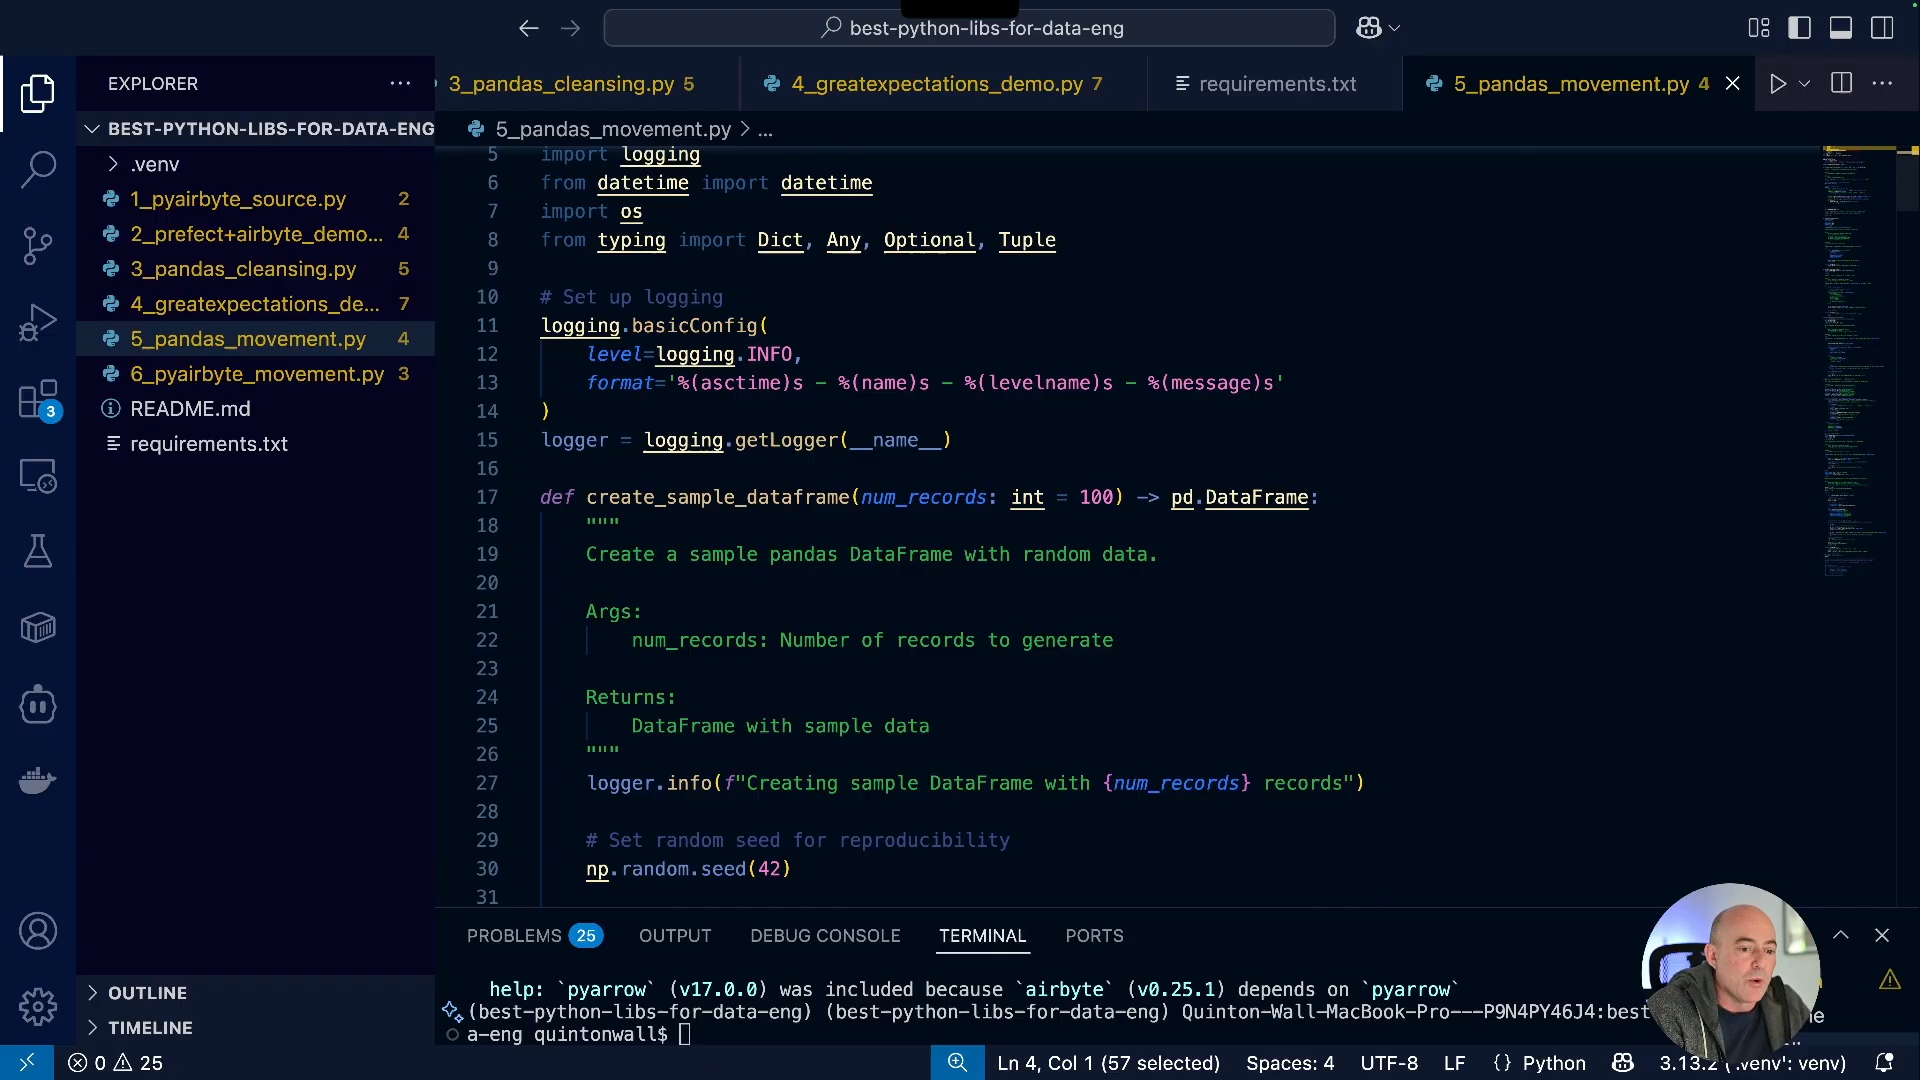 best-python-libs-for-data-eng
EXPLORER
3_pandas_cleansing.py 5
4_greatexpectations_demo.py 7
requirements.txt
5_pandas_movement.py 4
BEST-PYTHON-LIBS-FOR-DATA-ENG
5_pandas_movement.py > ...
.venv
1_pyairbyte_source.py 2
2_prefect+airbyte_demo... 4
3_pandas_cleansing.py 5
4_greatexpectations_de... 7
5_pandas_movement.py 4
6_pyairbyte_movement.py 3
README.md
requirements.txt
3
5 import logging
6 from datetime import datetime
7 import os
8 from typing import Dict, Any, Optional, Tuple
9
10 # Set up logging
11 logging.basicConfig(
12 level=logging.INFO,
13 format='%(asctime)s - %(name)s - %(levelname)s - %(message)s'
14 )
15 logger = logging.getLogger(__name__)
16
17 def create_sample_dataframe(num_records: int = 100) -> pd.DataFrame:
18 """
19 Create a sample pandas DataFrame with random data.
20
21 Args:
22 num_records: Number of records to generate
23
24 Returns:
25 DataFrame with sample data
26 """
27 logger.info(f"Creating sample DataFrame with {num_records} records")
28
29 # Set random seed for reproducibility
30 np.random.seed(42)
31
PROBLEMS 25 OUTPUT DEBUG CONSOLE TERMINAL PORTS
help: `pyarrow` (v17.0.0) was included because `airbyte` (v0.25.1) depends on `pyarrow`
(best-python-libs-for-data-eng) (best-python-libs-for-data-eng) Quinton-Wall-MacBook-Pro---P9N4PY46J4:best
a-eng quintonwall$
OUTLINE
TIMELINE
0 25
Ln 4, Col 1 (57 selected) Spaces: 4 UTF-8 LF {} Python 3.13.2 ('.venv': venv)